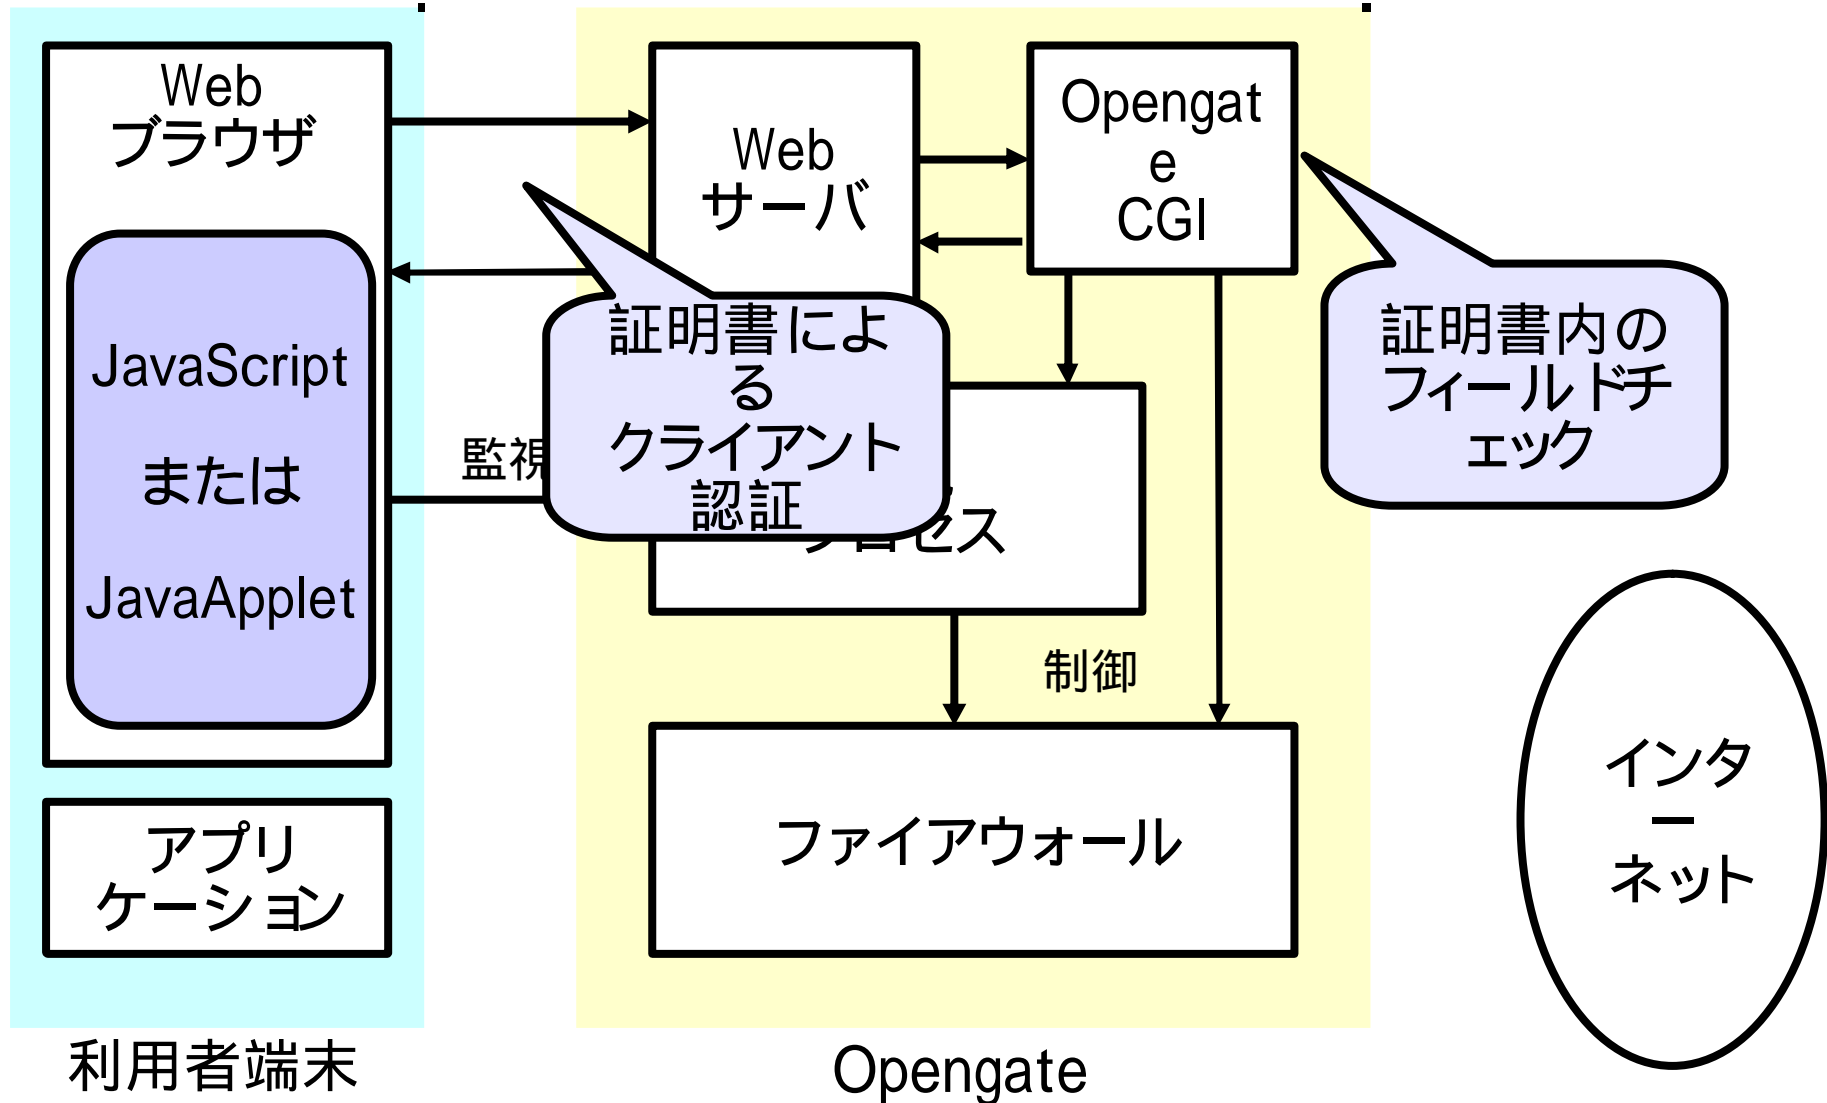 Web
ブラウザ
JavaScript
または
JavaApplet
アプリ
ケーション
利用者端末
監視
Web
サーバ
Opengat
e
CGI
証明書によ
る
クライアント
認証
証明書内の
フィールドチ
ェック
制御
ファイアウォール
Opengate
インタ
ー
ネット